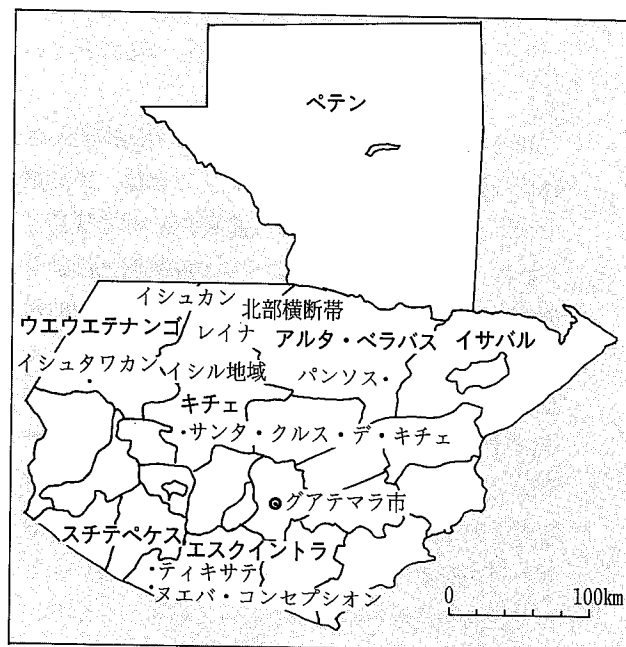 ペテン
イシュカン
北部横断帯
ウエウエテナンゴ
レイナ
アルタ・ベラパス
イサバル
イシュタワカン
イシル地域
パンソス
キチェ
サンタ・クルス・デ・キチェ
グアテマラ市
スチテペケス
エスクイントラ
ティキサテ
ヌエバ・コンセプシオン
0
100km